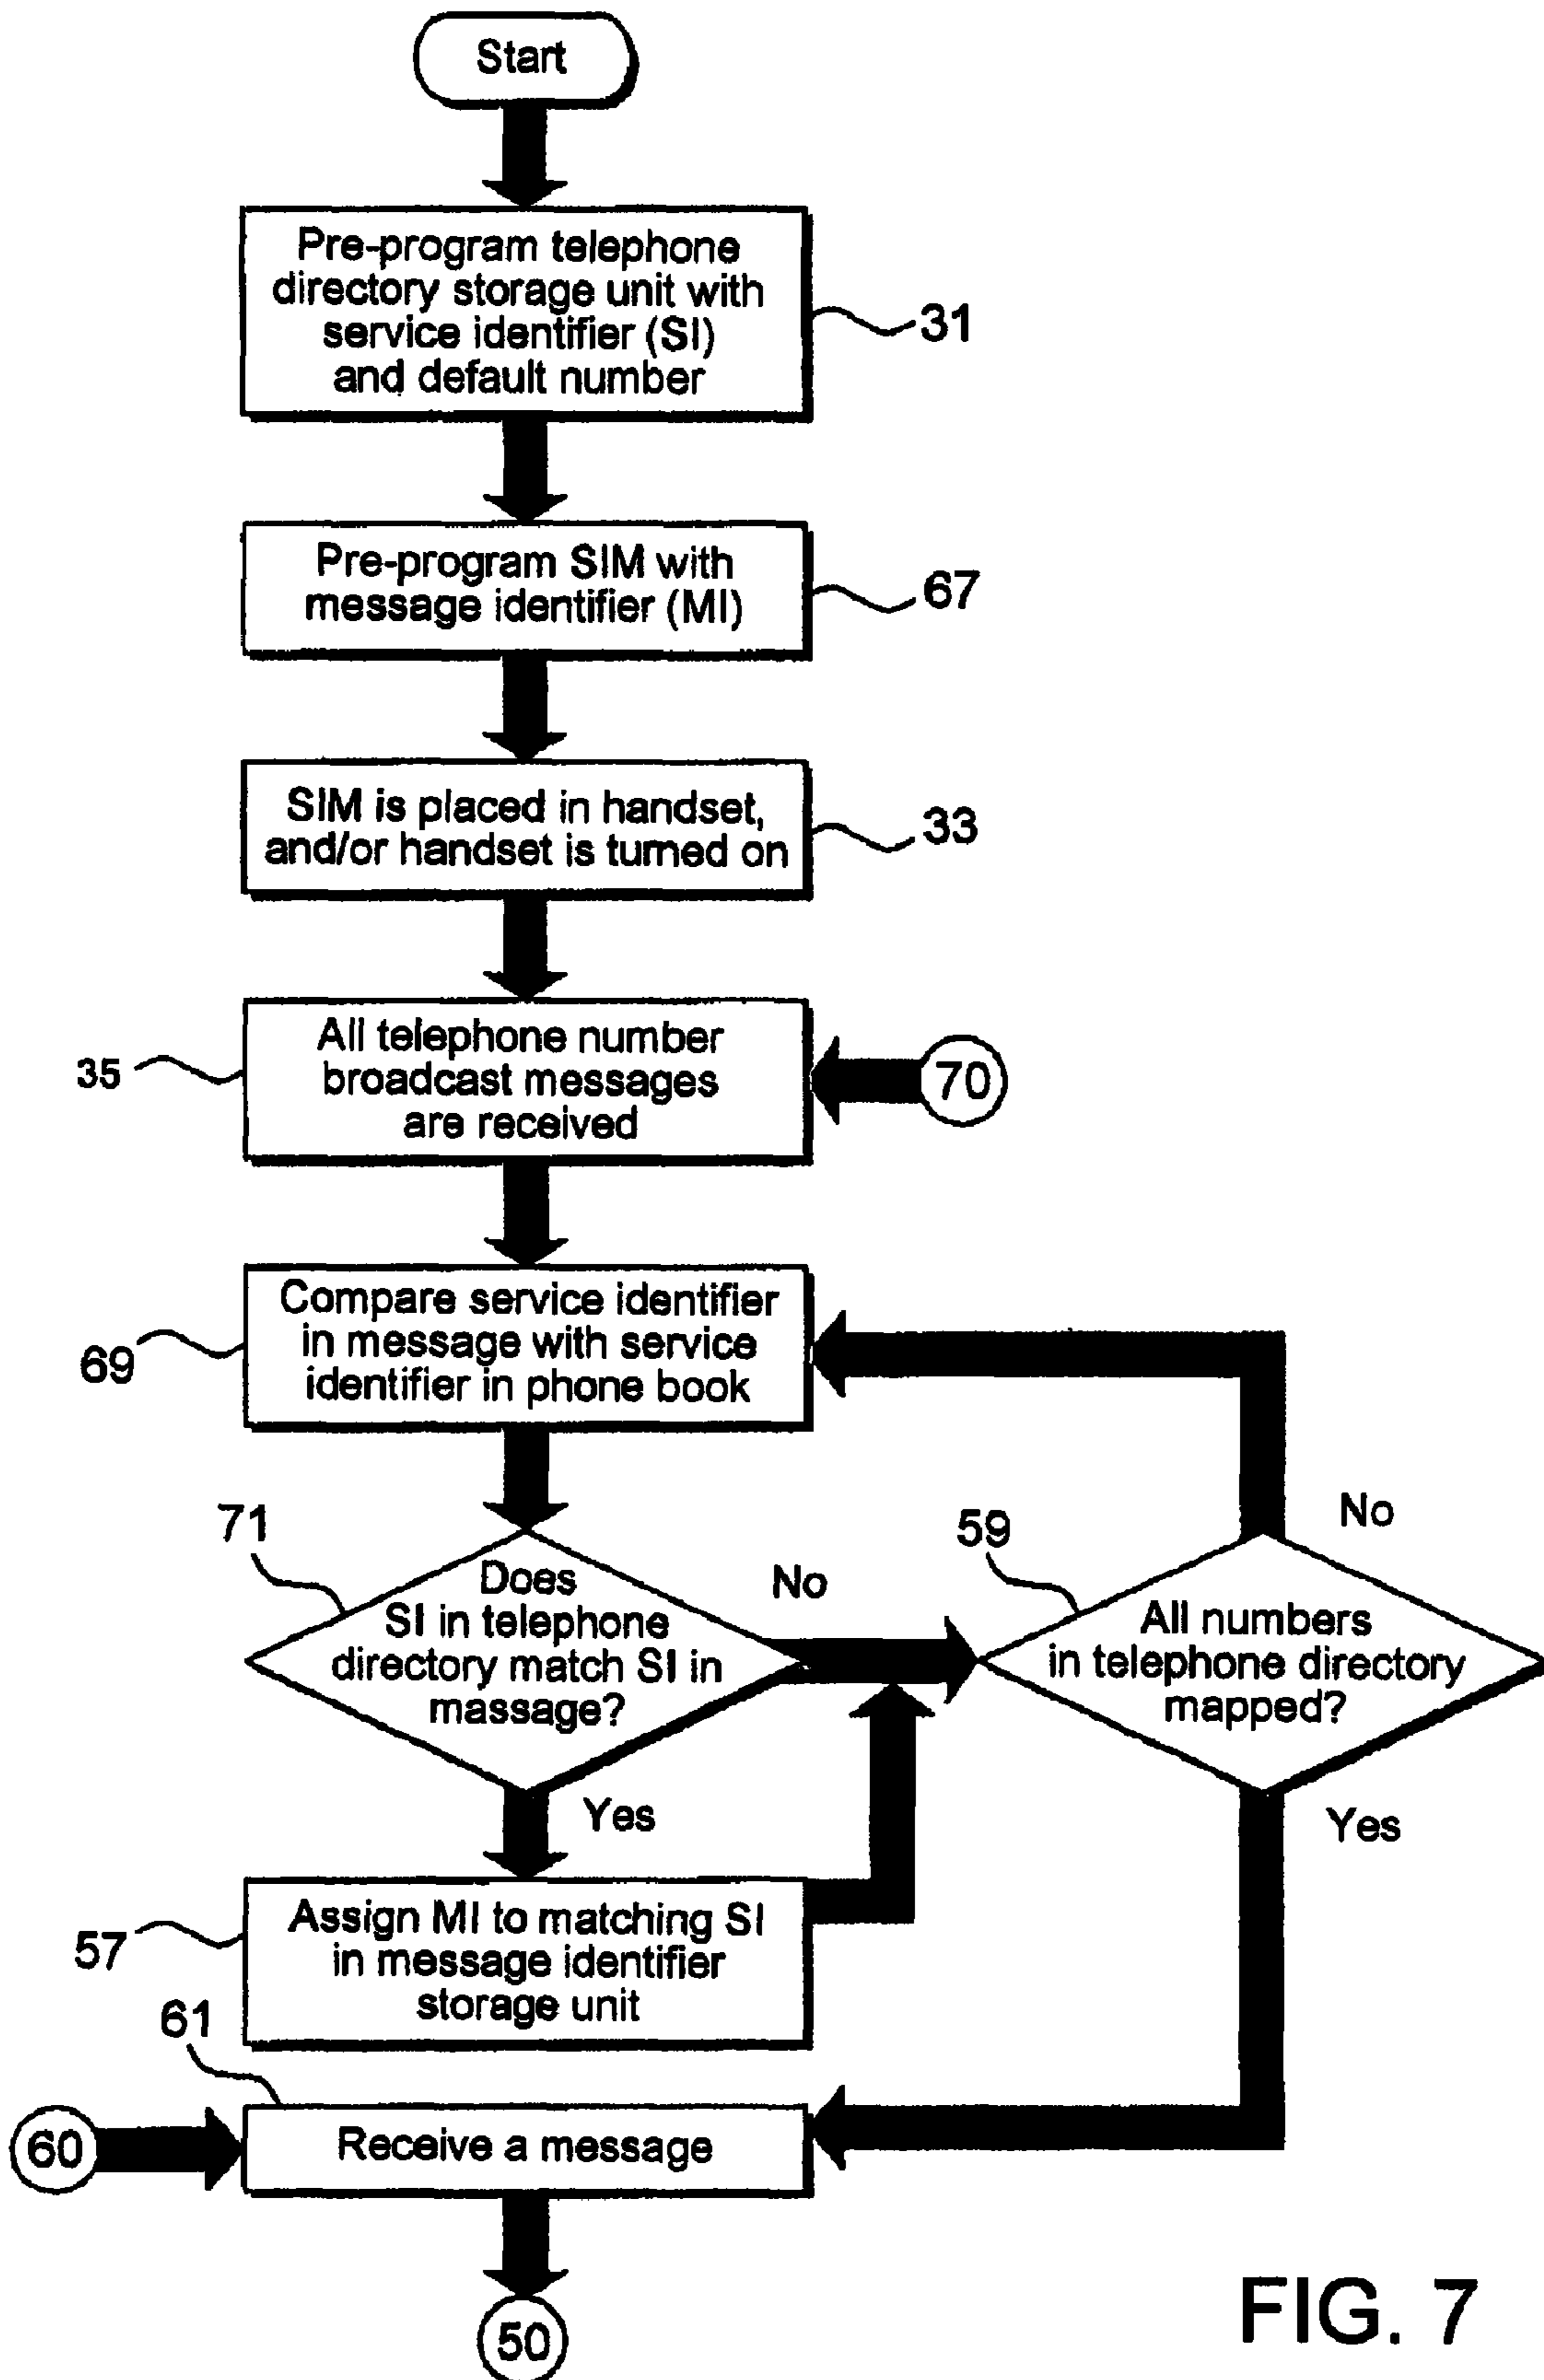 Start
Pre-program telephone
directory storage unit with
service identifier (SI)
and default number
31
Pre-program SIM with
message identifier (MI)
67
SIM is placed in handset,
and/or handset is turned on
33
All telephone number
broadcast messages
are received
35
70
Compare service identifier
in message with service
identifier in phone book
69
71
Does
SI in telephone
directory match SI in
massage?
No
Yes
59
All numbers
in telephone directory
mapped?
No
Yes
Assign MI to matching SI
in message identifier
storage unit
57
61
60
Receive a message
50
FIG. 7